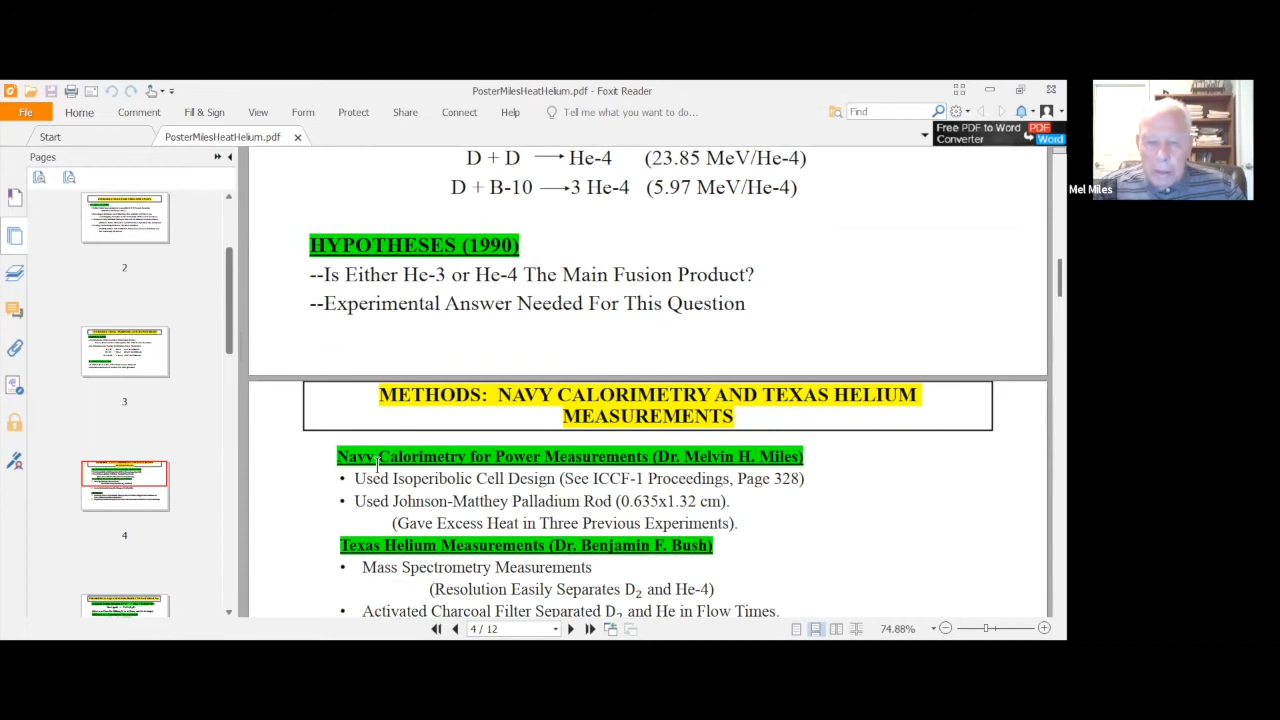 PosterMilesHeatHelium.pdf - Foxit Reader
File Home Comment Fill & Sign View Form Protect Share Connect Help Tell me what you want to do... Find
Start PosterMilesHeatHelium.pdf
Free PDF to Word Converter PDF Word
Pages
2
3
4
D + D → He-4 (23.85 MeV/He-4)
D + B-10 →3 He-4 (5.97 MeV/He-4)
HYPOTHESES (1990)
--Is Either He-3 or He-4 The Main Fusion Product?
--Experimental Answer Needed For This Question
METHODS: NAVY CALORIMETRY AND TEXAS HELIUM
MEASUREMENTS
Navy Calorimetry for Power Measurements (Dr. Melvin H. Miles)
• Used Isoperibolic Cell Design (See ICCF-1 Proceedings, Page 328)
• Used Johnson-Matthey Palladium Rod (0.635x1.32 cm).
(Gave Excess Heat in Three Previous Experiments).
Texas Helium Measurements (Dr. Benjamin F. Bush)
• Mass Spectrometry Measurements
(Resolution Easily Separates D₂ and He-4)
• Activated Charcoal Filter Separated D₂ and He in Flow Times.
4 / 12
74.88%
Mel Miles